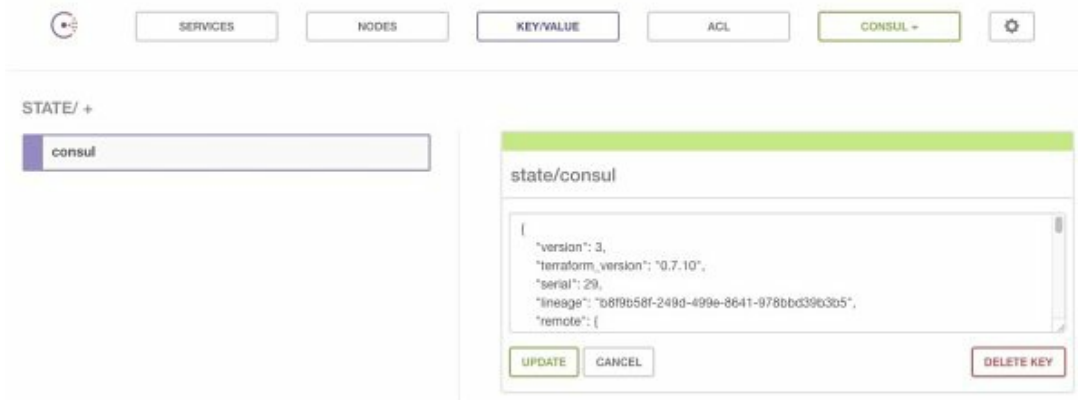 SERVICES NODES KEY/VALUE ACL CONSUL
STATE/ +
consul
state/consul
{
"version": 3,
"terraform_version": "0.7.10",
"serial": 29,
"lineage": "b8f9b58f-249d-499e-8641-978bbd39b3b5",
"remote": {
UPDATE CANCEL DELETE KEY